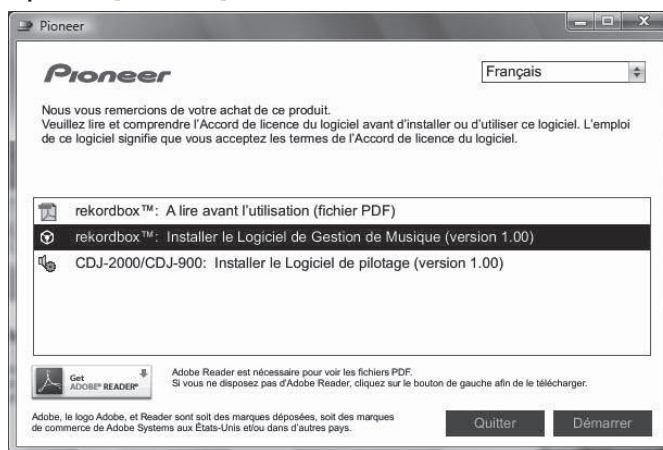 Pioneer
Pioneer
Français
Nous vous remercions de votre achat de ce produit.
Veuillez lire et comprendre l'Accord de licence du logiciel avant d'installer ou d'utiliser ce logiciel. L'emploi
de ce logiciel signifie que vous acceptez les termes de l'Accord de licence du logiciel.
rekordbox™: A lire avant l'utilisation (fichier PDF)
rekordbox™: Installer le Logiciel de Gestion de Musique (version 1.00)
CDJ-2000/CDJ-900: Installer le Logiciel de pilotage (version 1.00)
Get
ADOBE® READER®
Adobe Reader est nécessaire pour voir les fichiers PDF.
Si vous ne disposez pas d'Adobe Reader, cliquez sur le bouton de gauche afin de le télécharger.
Adobe, le logo Adobe, et Reader sont soit des marques déposées, soit des marques
de commerce de Adobe Systems aux États-Unis et/ou dans d'autres pays.
Quitter
Démarrer